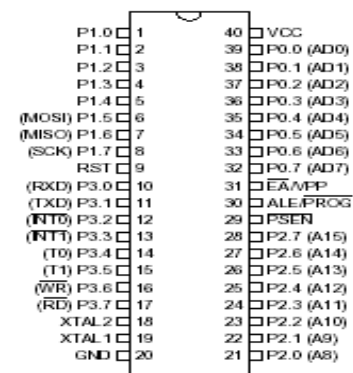 P1.0 1 40 VCC
P1.1 2 39 P0.0 (AD0)
P1.2 3 38 P0.1 (AD1)
P1.3 4 37 P0.2 (AD2)
P1.4 5 36 P0.3 (AD3)
(MOSI) P1.5 6 35 P0.4 (AD4)
(MISO) P1.6 7 34 P0.5 (AD5)
(SCK) P1.7 8 33 P0.6 (AD6)
RST 9 32 P0.7 (AD7)
(RXD) P3.0 10 31 E̅A̅/VPP
(TXD) P3.1 11 30 ALE/P̅R̅O̅G̅
(I̅N̅T̅0̅) P3.2 12 29 P̅S̅E̅N̅
(I̅N̅T̅1̅) P3.3 13 28 P2.7 (A15)
(T0) P3.4 14 27 P2.6 (A14)
(T1) P3.5 15 26 P2.5 (A13)
(W̅R̅) P3.6 16 25 P2.4 (A12)
(R̅D̅) P3.7 17 24 P2.3 (A11)
XTAL2 18 23 P2.2 (A10)
XTAL1 19 22 P2.1 (A9)
GND 20 21 P2.0 (A8)